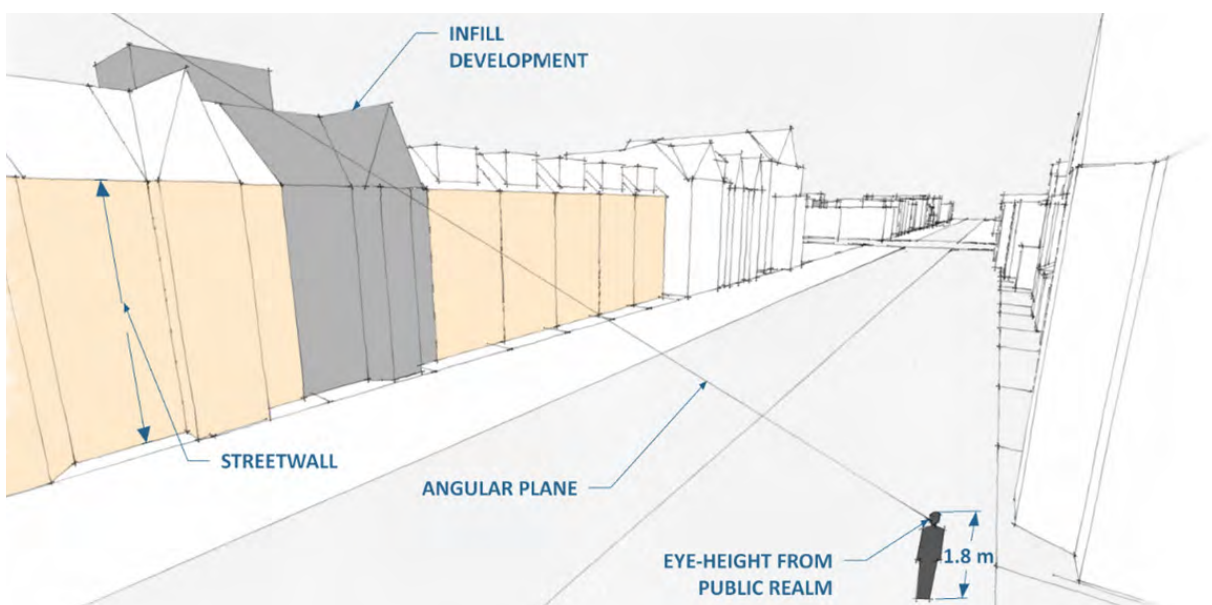 INFILL
DEVELOPMENT
STREETWALL
ANGULAR PLANE
EYE-HEIGHT FROM
PUBLIC REALM
1.8 m